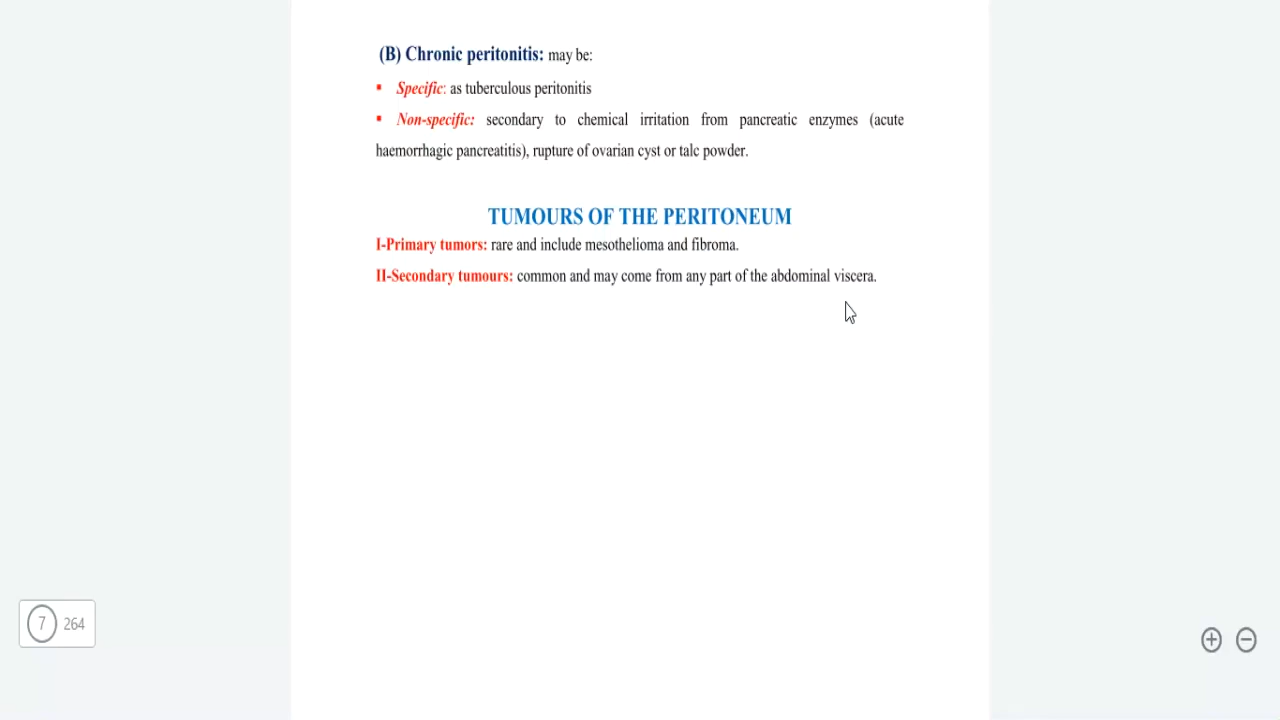 (B) Chronic peritonitis: may be:
▪ Specific: as tuberculous peritonitis
▪ Non-specific: secondary to chemical irritation from pancreatic enzymes (acute
haemorrhagic pancreatitis), rupture of ovarian cyst or talc powder.
TUMOURS OF THE PERITONEUM
I-Primary tumors: rare and include mesothelioma and fibroma.
II-Secondary tumours: common and may come from any part of the abdominal viscera.
7 264